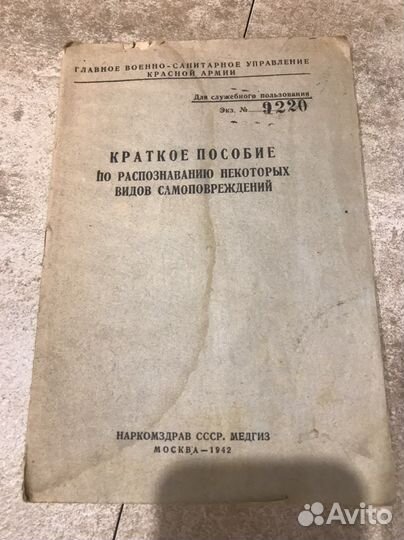 ГЛАВНОЕ ВОЕННО-САНИТАРНОЕ УПРАВЛЕНИЕ
КРАСНОЙ АРМИИ
Для служебного пользования
Экз. № 9220
КРАТКОЕ ПОСОБИЕ
ПО РАСПОЗНАВАНИЮ НЕКОТОРЫХ
ВИДОВ САМОПОВРЕЖДЕНИЙ
НАРКОМЗДРАВ СССР. МЕДГИЗ
МОСКВА—1942
Avito